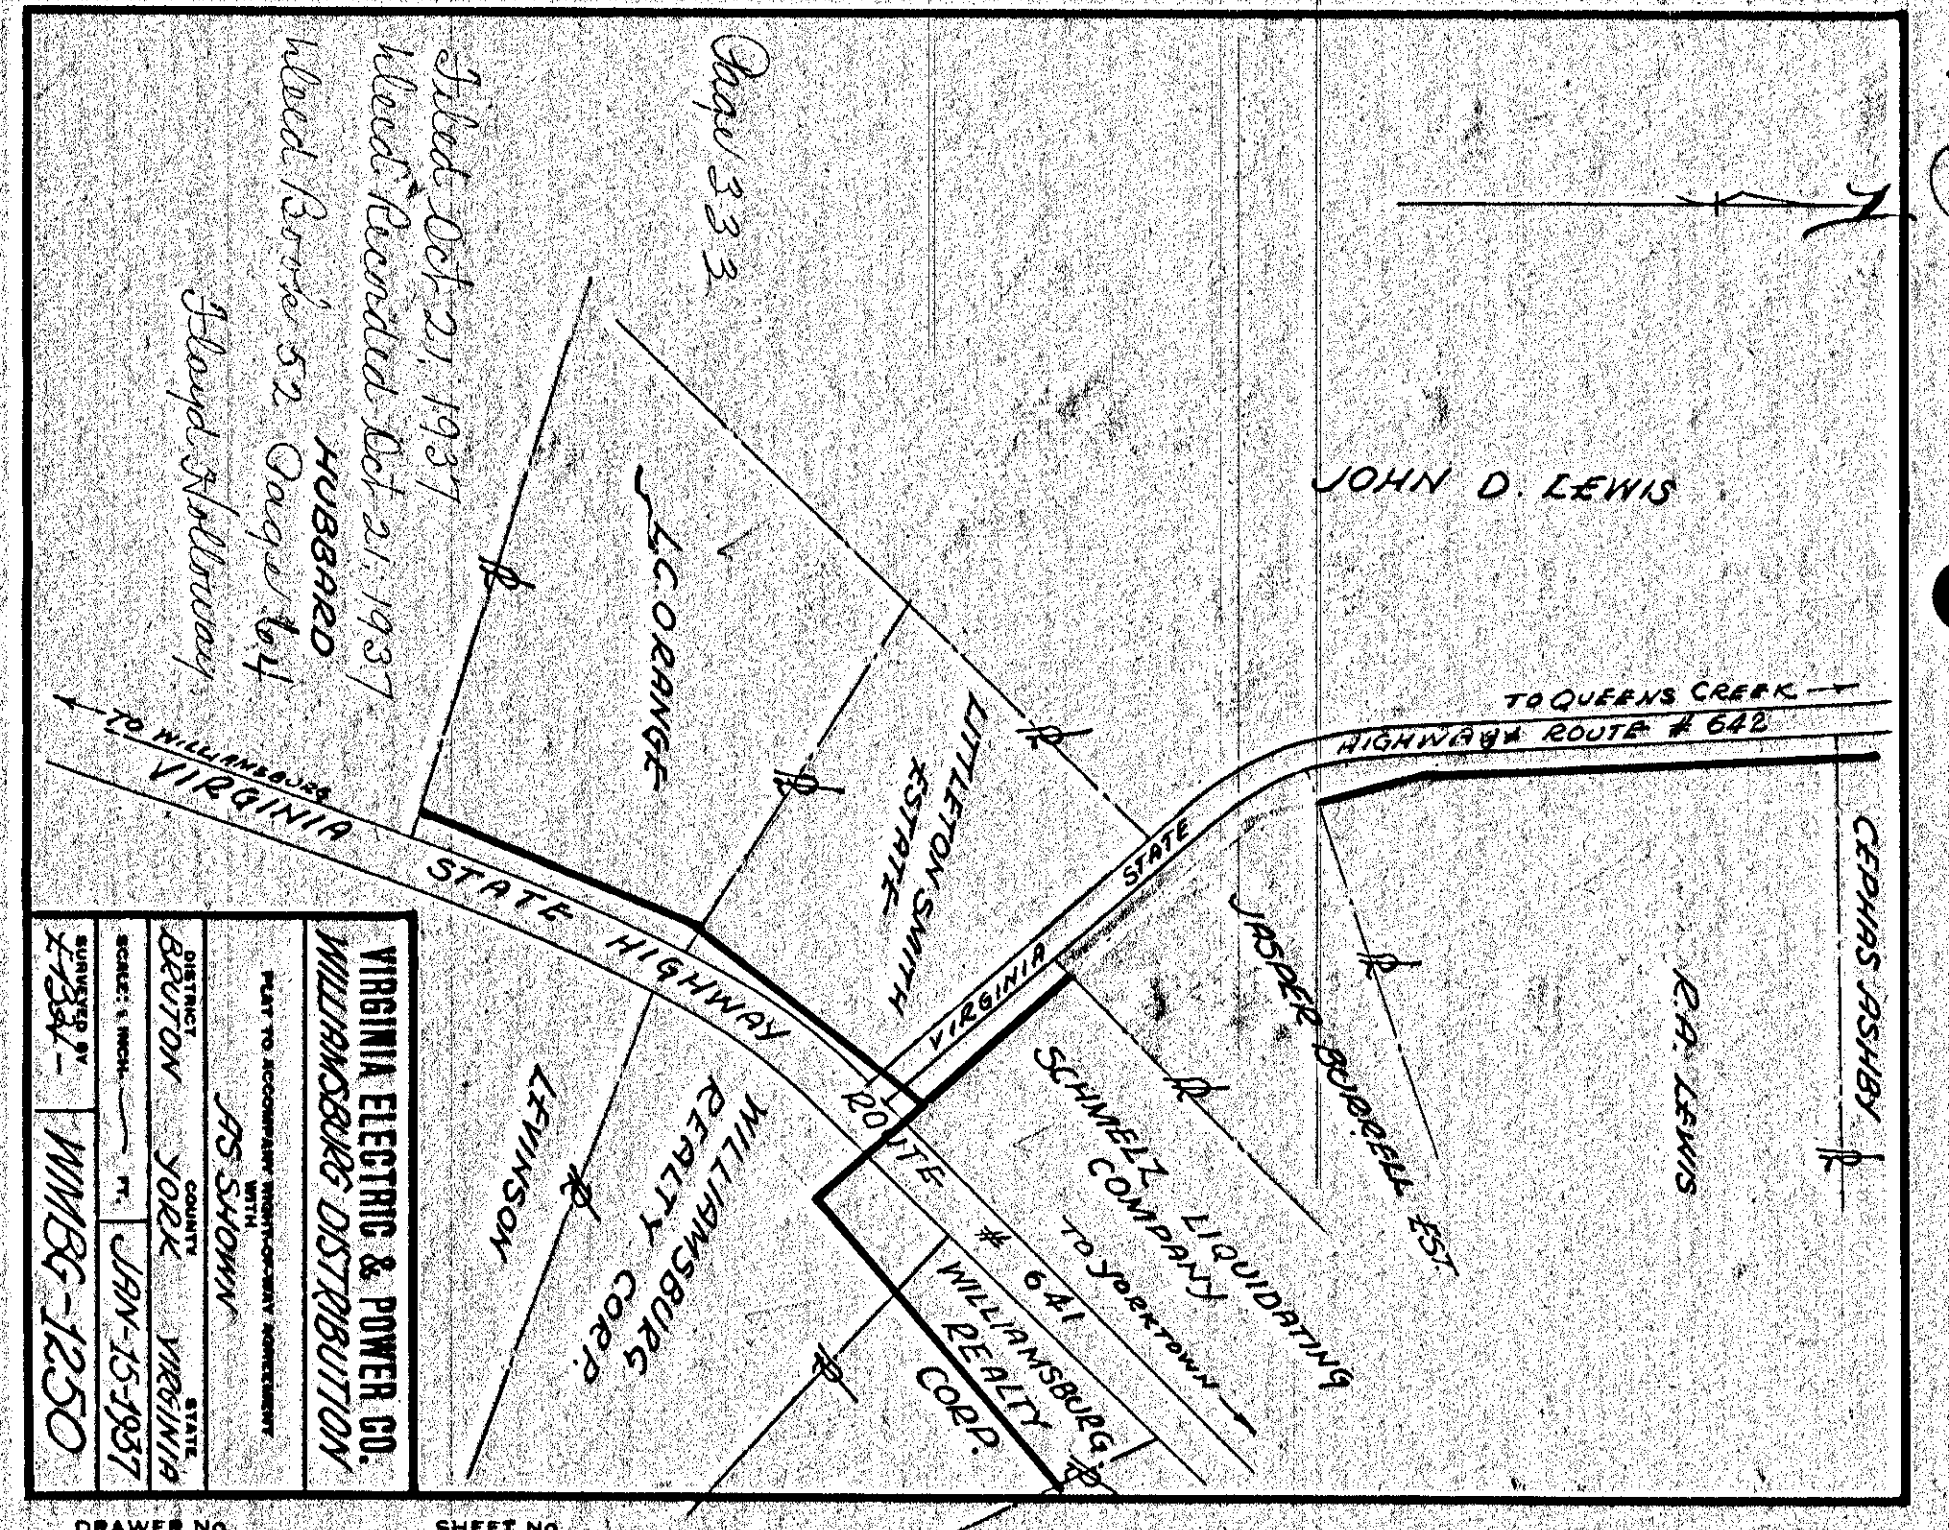 Page 333
Filed Oct 21, 1937
Deed Recorded Oct 21, 1937
Deed Book 52 Page 64
Floyd Holloway
HUBBARD
L.C. ORANGE
LITTLETON SMITH
ESTATE
JOHN D. LEWIS
TO QUEENS CREEK
HIGHWAY ROUTE # 642
VIRGINIA STATE
CEPHAS ASHBY
R.A. LEWIS
JASPER BURRELL EST.
SCHMELZ LIQUIDATING
COMPANY
TO YORKTOWN
TO WILLIAMSBURG
VIRGINIA STATE HIGHWAY ROUTE # 641
WILLIAMSBURG
REALTY
CORP.
WILLIAMSBURG
REALTY CORP.
LEVINSON
VIRGINIA ELECTRIC & POWER CO.
WILLIAMSBURG DISTRIBUTION
PLAT TO ACCOMPANY RIGHT-OF-WAY AGREEMENT
WITH
AS SHOWN
DISTRICT COUNTY STATE
BRUTON YORK VIRGINIA
SCALE: 1 INCH FT. JAN-15-1937
SURVEYED BY
WMBG-1250
DRAWER NO. SHEET NO.